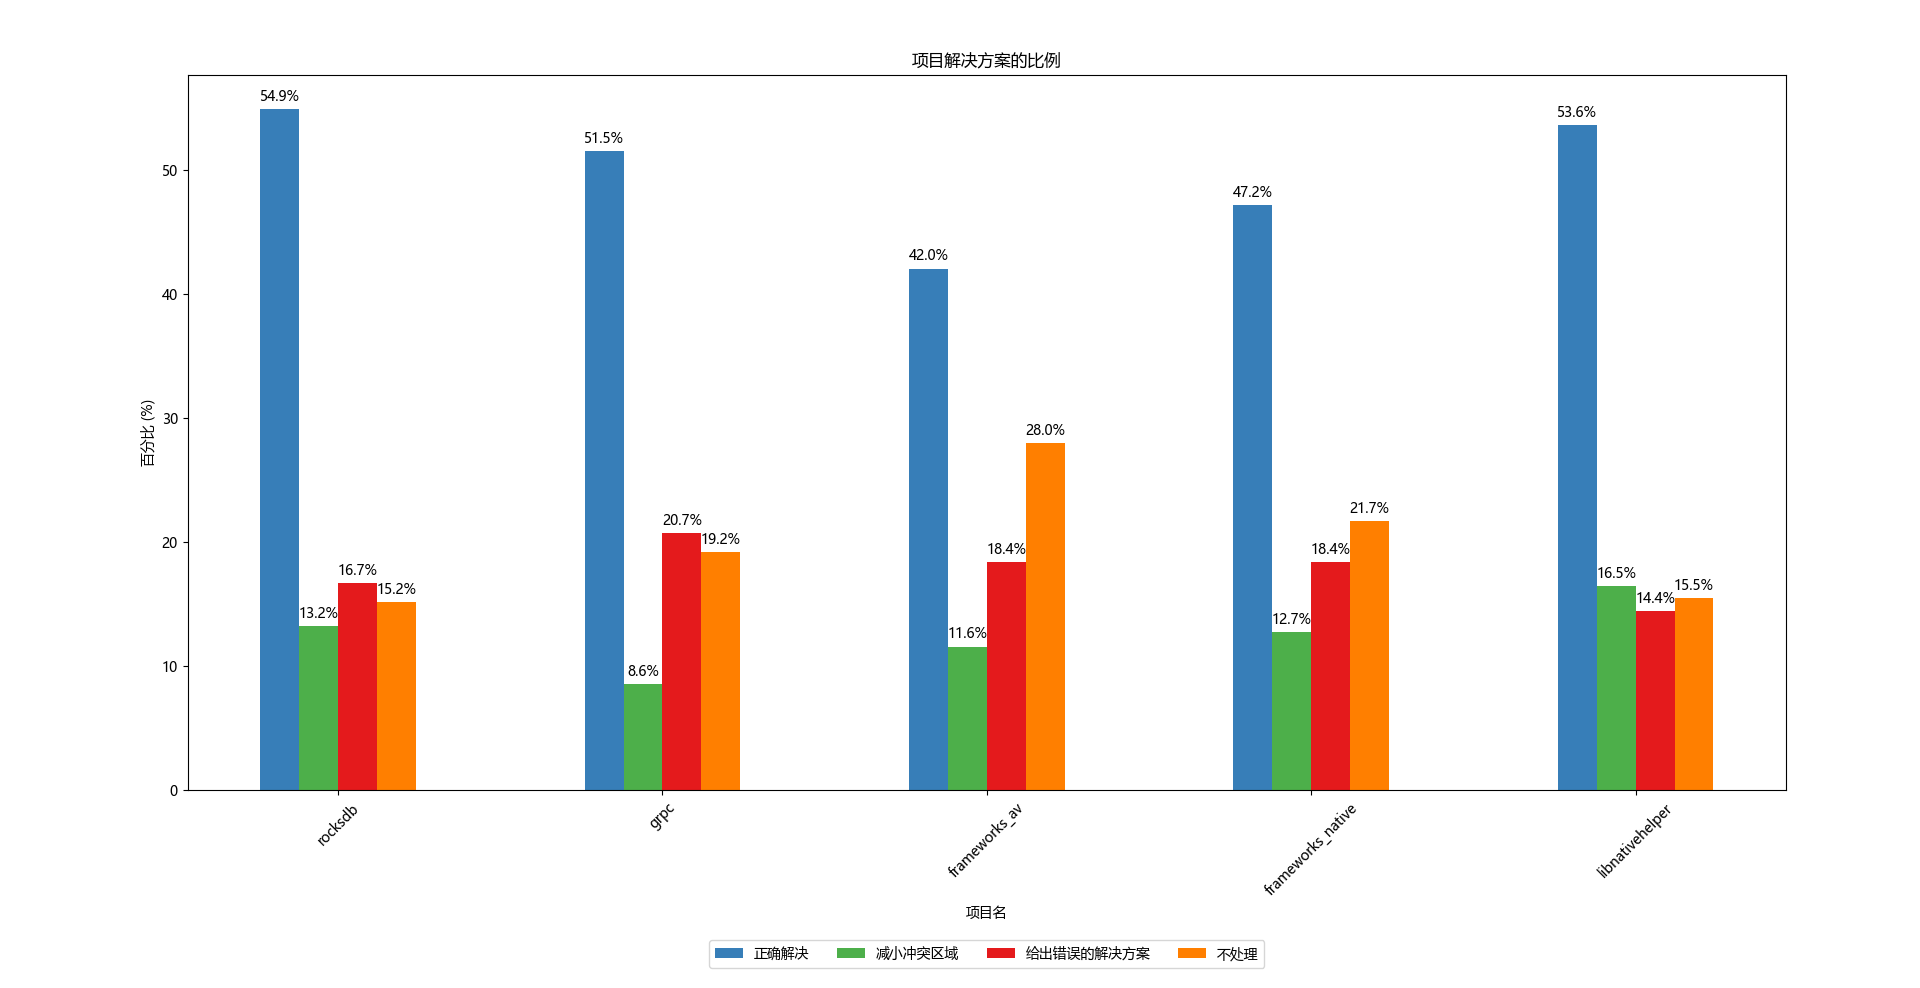 项目解决方案的比例
54.9%
13.2%
16.7%
15.2%
51.5%
8.6%
20.7%
19.2%
42.0%
11.6%
18.4%
28.0%
47.2%
12.7%
18.4%
21.7%
53.6%
16.5%
14.4%
15.5%
50
40
30
20
10
0
百分比 (%)
rocksdb
grpc
frameworks_av
frameworks_native
libnativehelper
项目名
正确解决 减小冲突区域 给出错误的解决方案 不处理